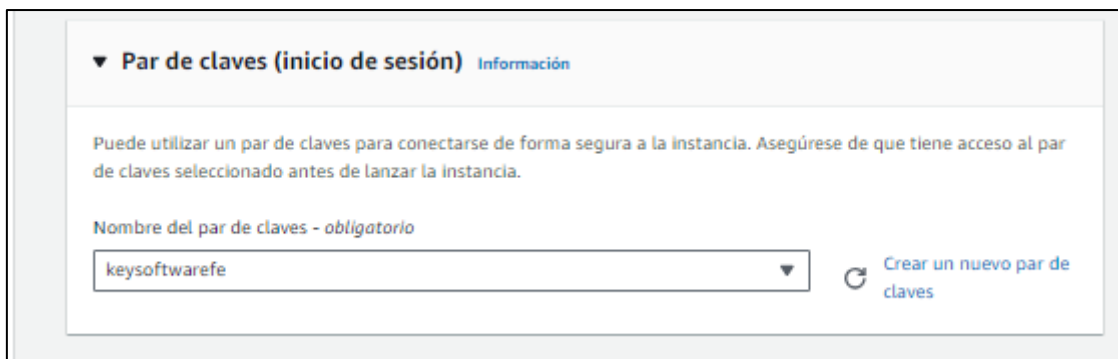 ▼ Par de claves (inicio de sesión) Información
Puede utilizar un par de claves para conectarse de forma segura a la instancia. Asegúrese de que tiene acceso al par
de claves seleccionado antes de lanzar la instancia.
Nombre del par de claves - obligatorio
keysoftwarefe
Crear un nuevo par de
claves